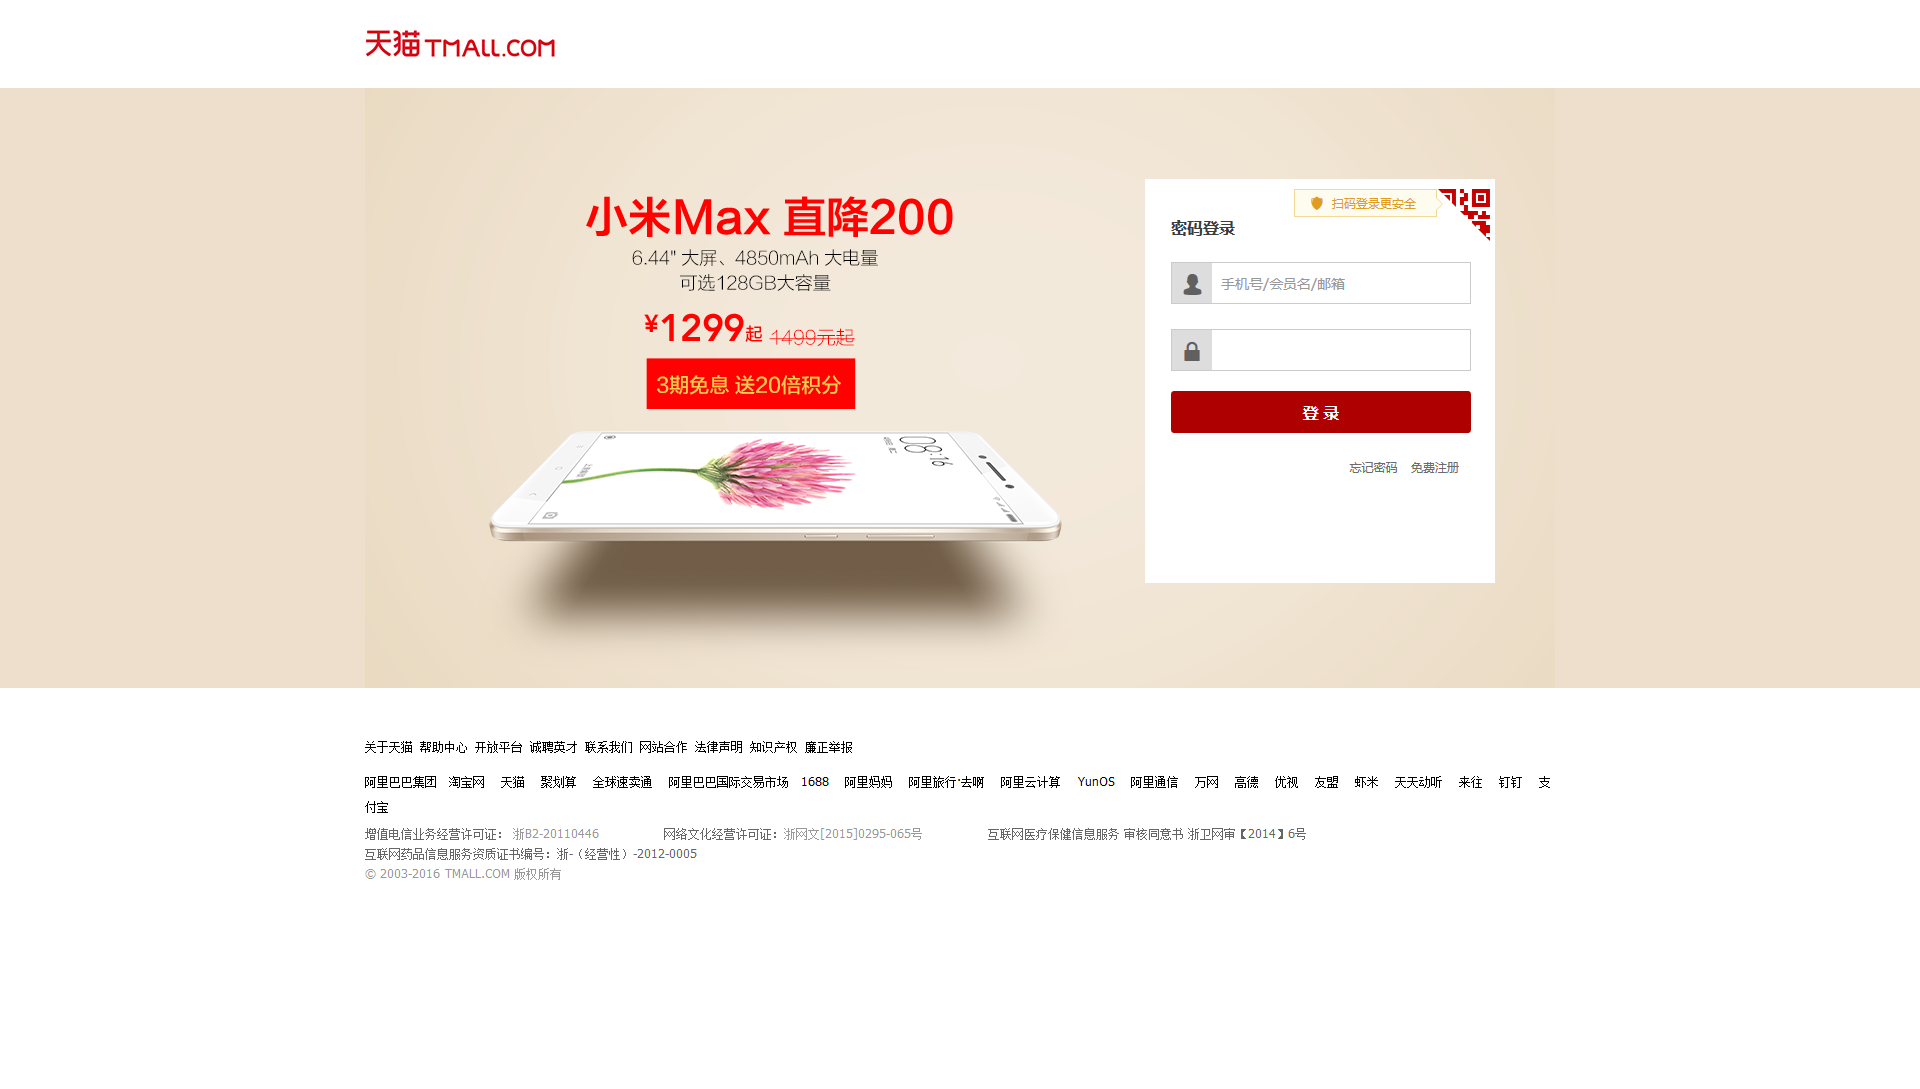 天猫 TMALL.COM
小米Max 直降200
6.44" 大屏、4850mAh 大电量
可选128GB大容量
¥1299起 1499元起
3期免息 送20倍积分
扫码登录更安全
密码登录
手机号/会员名/邮箱
登 录
忘记密码 免费注册
关于天猫 帮助中心 开放平台 诚聘英才 联系我们 网站合作 法律声明 知识产权 廉正举报
阿里巴巴集团 淘宝网 天猫 聚划算 全球速卖通 阿里巴巴国际交易市场 1688 阿里妈妈 阿里旅行·去啊 阿里云计算 YunOS 阿里通信 万网 高德 优视 友盟 虾米 天天动听 来往 钉钉 支
付宝
增值电信业务经营许可证： 浙B2-20110446 网络文化经营许可证：浙网文[2015]0295-065号 互联网医疗保健信息服务 审核同意书 浙卫网审【2014】6号
互联网药品信息服务资质证书编号：浙-（经营性）-2012-0005
© 2003-2016 TMALL.COM 版权所有